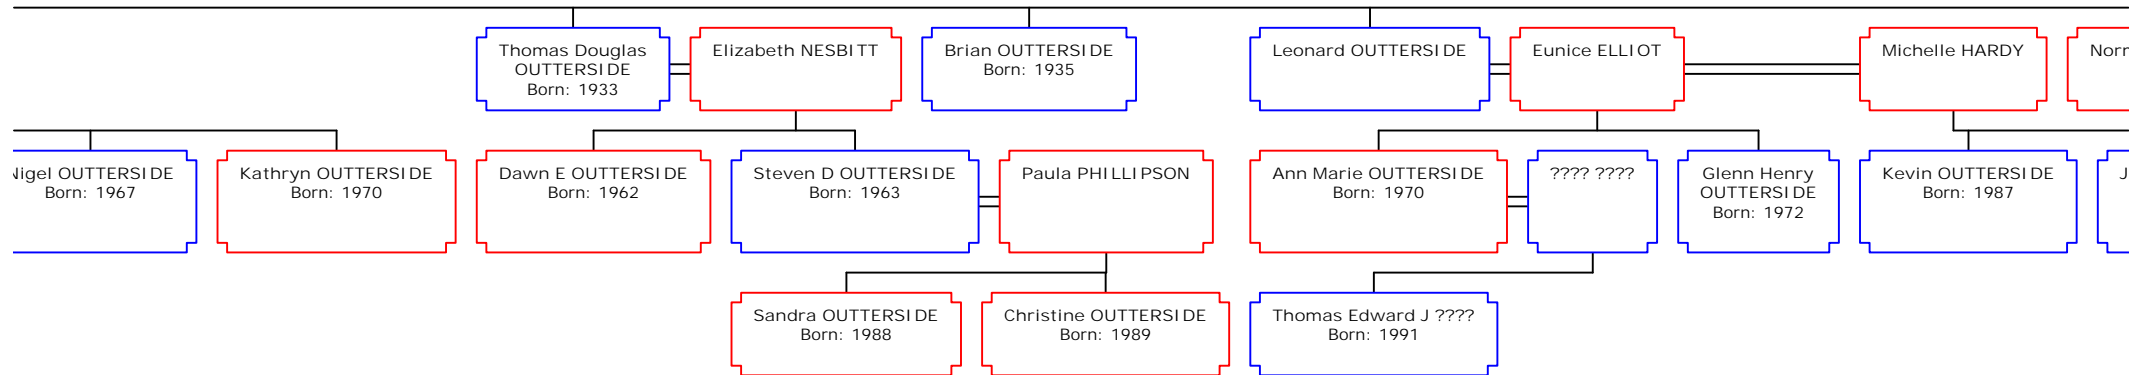 Thomas Douglas
OUTTERSIDE
Born: 1933
Elizabeth NESBITT
Brian OUTTERSIDE
Born: 1935
Leonard OUTTERSIDE
Eunice ELLIOT
Michelle HARDY
Norr
Nigel OUTTERSIDE
Born: 1967
Kathryn OUTTERSIDE
Born: 1970
Dawn E OUTTERSIDE
Born: 1962
Steven D OUTTERSIDE
Born: 1963
Paula PHILLIPSON
Ann Marie OUTTERSIDE
Born: 1970
???? ????
Glenn Henry
OUTTERSIDE
Born: 1972
Kevin OUTTERSIDE
Born: 1987
J
Sandra OUTTERSIDE
Born: 1988
Christine OUTTERSIDE
Born: 1989
Thomas Edward J ????
Born: 1991